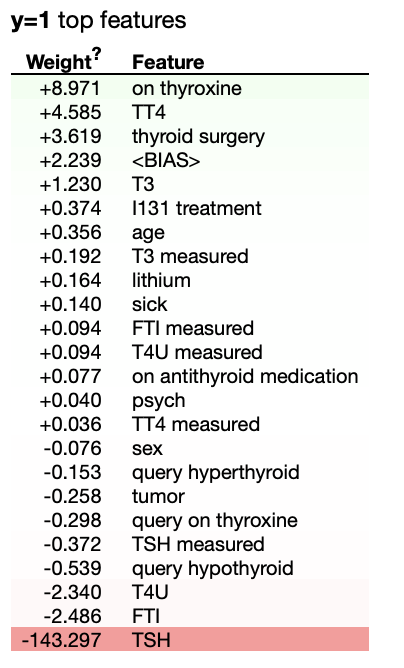 y=1 top features
Weight? Feature
+8.971 on thyroxine
+4.585 TT4
+3.619 thyroid surgery
+2.239 <BIAS>
+1.230 T3
+0.374 I131 treatment
+0.356 age
+0.192 T3 measured
+0.164 lithium
+0.140 sick
+0.094 FTI measured
+0.094 T4U measured
+0.077 on antithyroid medication
+0.040 psych
+0.036 TT4 measured
-0.076 sex
-0.153 query hyperthyroid
-0.258 tumor
-0.298 query on thyroxine
-0.372 TSH measured
-0.539 query hypothyroid
-2.340 T4U
-2.486 FTI
-143.297 TSH